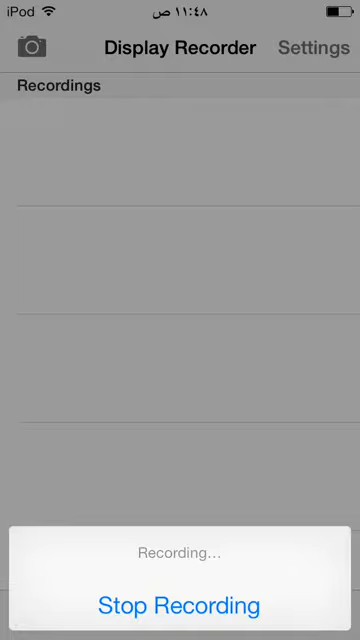 iPod ١١:٤٨ ص
Display Recorder Settings
Recordings
Recording...
Stop Recording